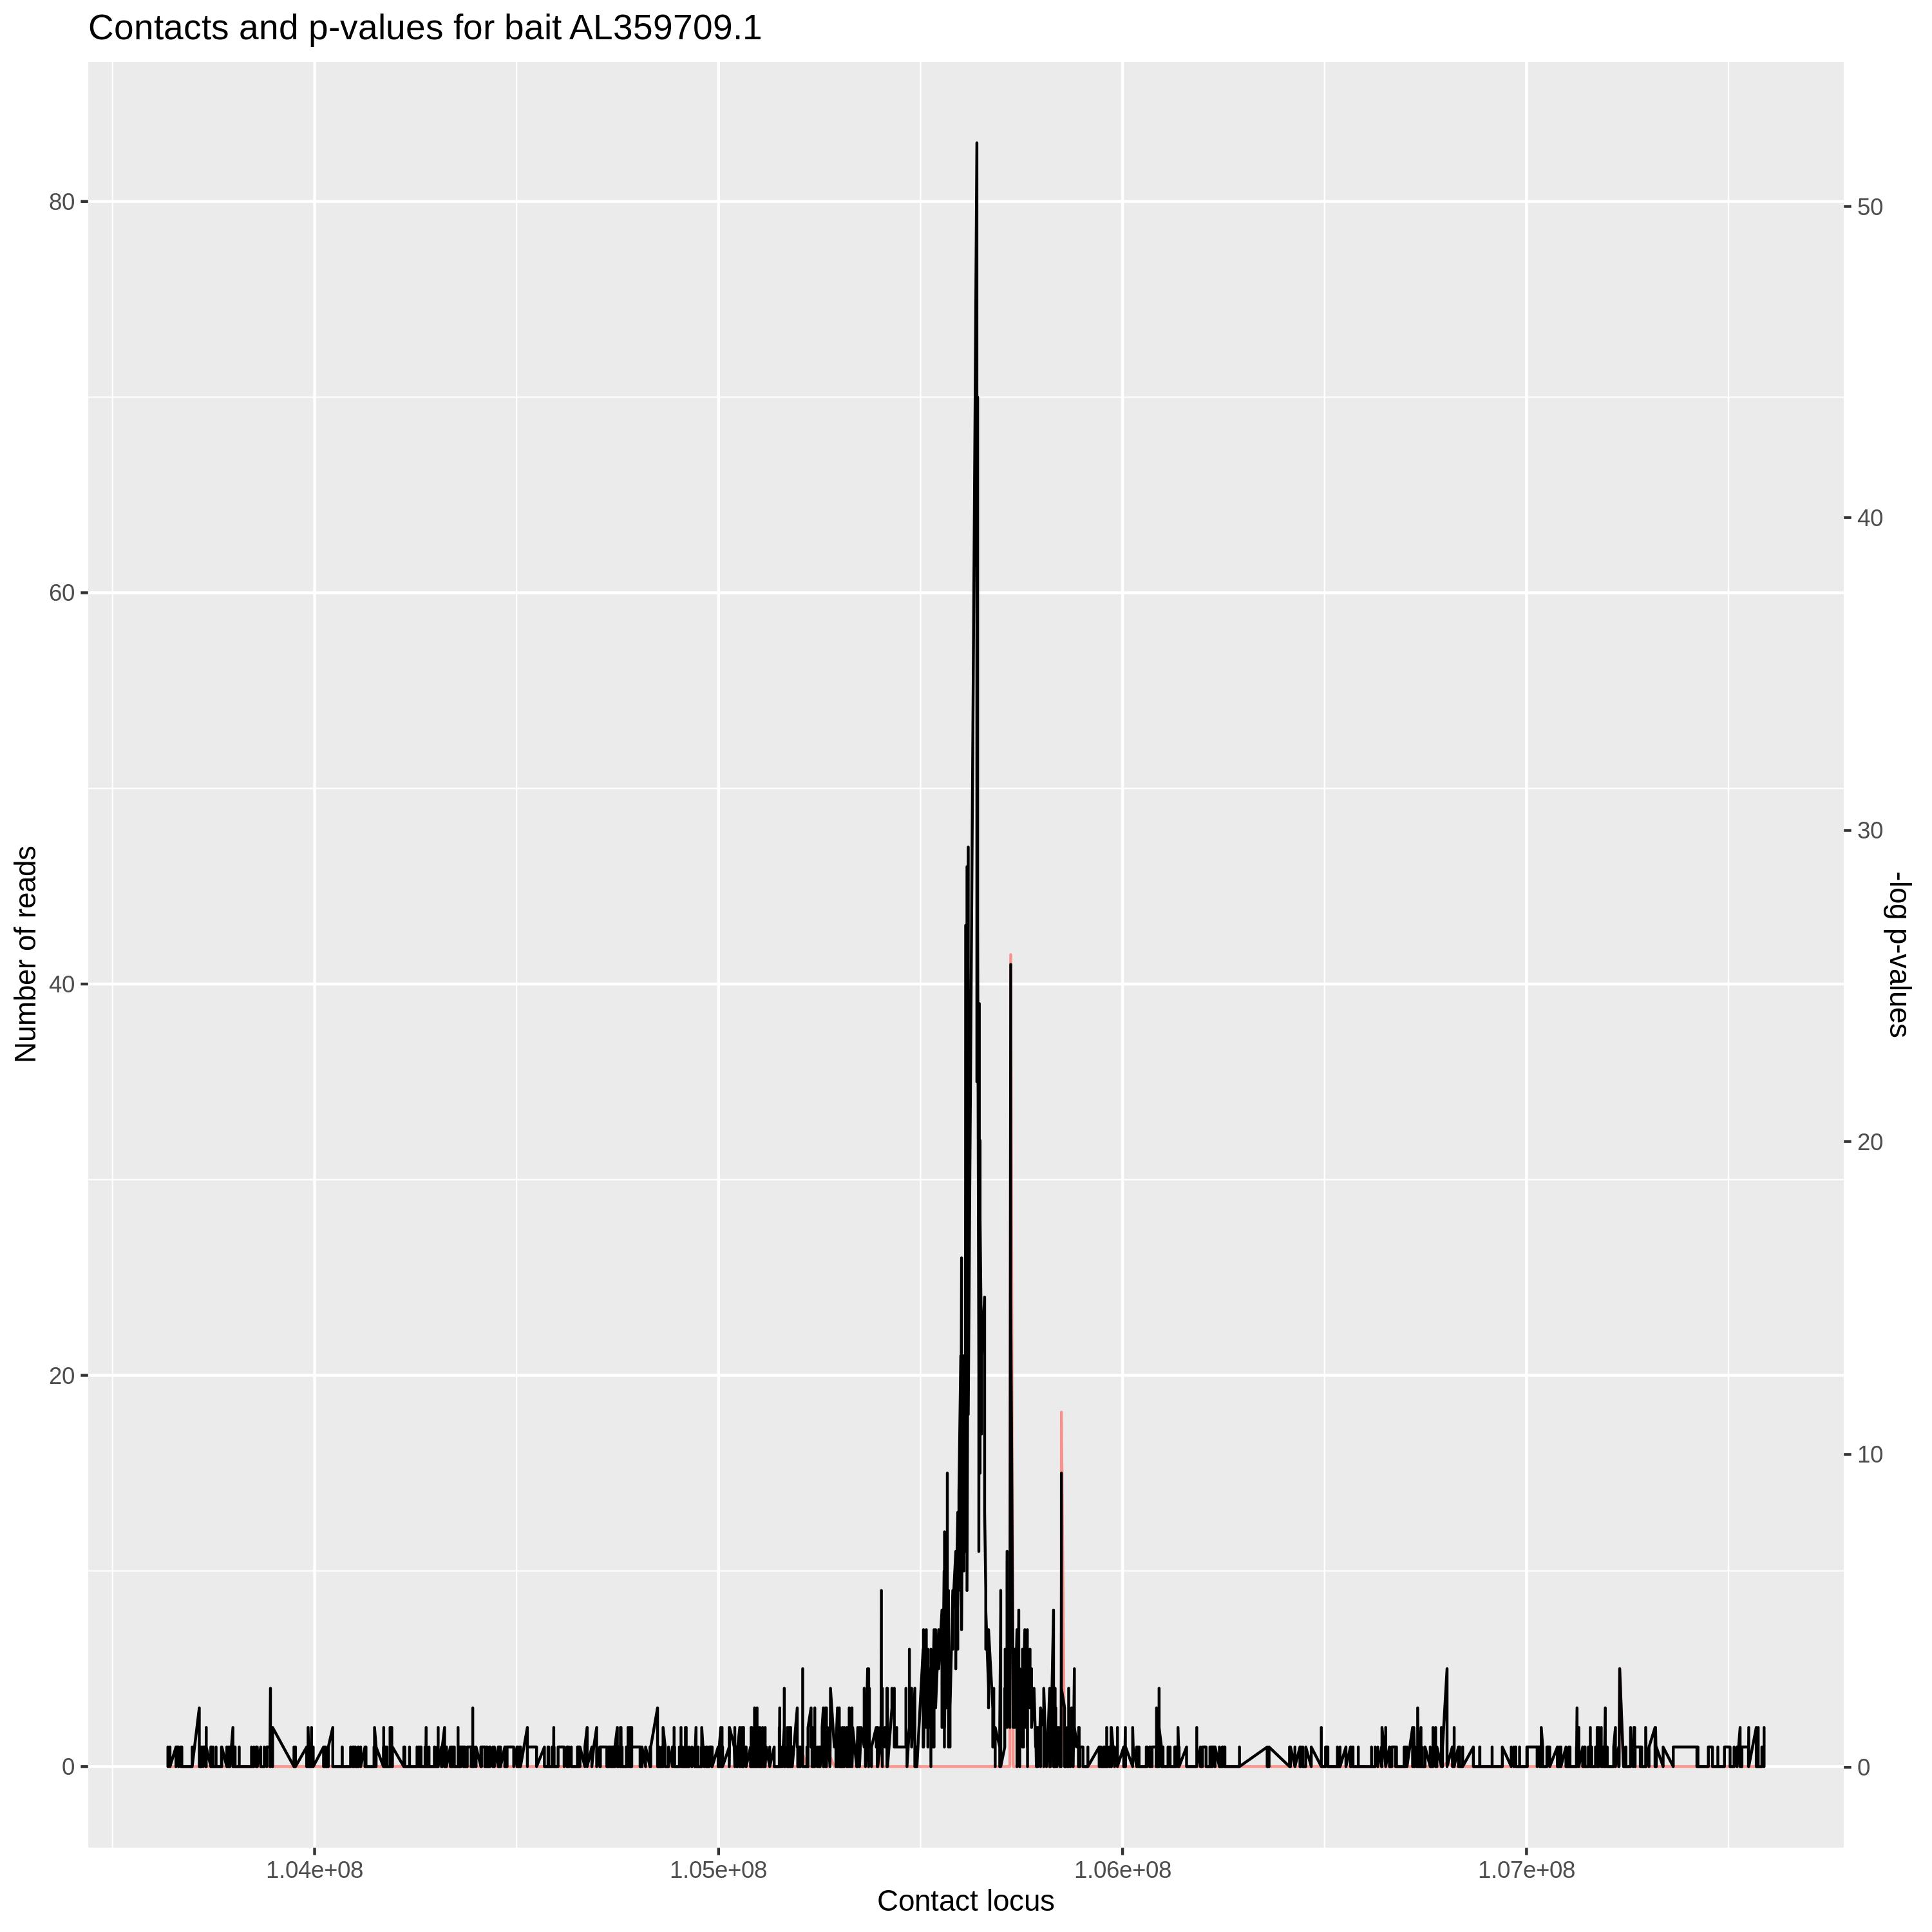 Contacts and p-values for bait AL359709.1
80
60
40
20
0
Number of reads
50
40
30
20
10
0
-log p-values
1.04e+08
1.05e+08
1.06e+08
1.07e+08
Contact locus